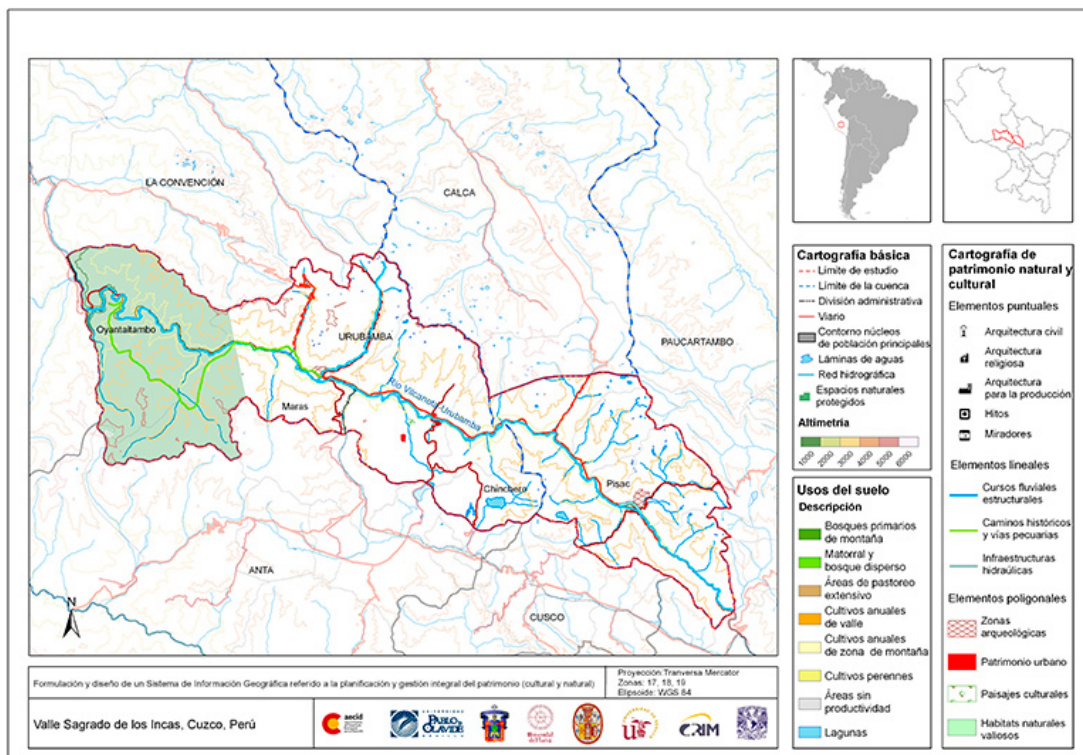 LA CONVENCIÓN
CALCA
Oyantaltambo
URUBAMBA
PAUCARTAMBO
Maras
Río Vilcanota-Urubamba
Chinchero
Pisac
ANTA
CUSCO
N
Formulación y diseño de un Sistema de Información Geográfica referido a la planificación y gestión integral del patrimonio (cultural y natural)
Proyección:Tranversa Mercator
Zonas: 17, 18, 19
Elipsoide: WGS 84
Valle Sagrado de los Incas, Cuzco, Perú
aecid
PABLO DE OLAVIDE
CRIM
Cartografía básica
Límite de estudio
Límite de la cuenca
División administrativa
Viario
Contorno núcleos
de población principales
Láminas de aguas
Red hidrográfica
Espacios naturales
protegidos
Altimetría
1000
2000
3000
4000
5000
6000
Usos del suelo
Descripción
Bosques primarios
de montaña
Matorral y
bosque disperso
Áreas de pastoreo
extensivo
Cultivos anuales
de valle
Cultivos anuales
de zona de montaña
Cultivos perennes
Áreas sin
productividad
Lagunas
Cartografía de
patrimonio natural y
cultural
Elementos puntuales
Arquitectura civil
Arquitectura
religiosa
Arquitectura
para la producción
Hitos
Miradores
Elementos lineales
Cursos fluviales
estructurales
Caminos históricos
y vías pecuarias
Infraestructuras
hidraúlicas
Elementos poligonales
Zonas
arqueológicas
Patrimonio urbano
Paisajes culturales
Habitats naturales
valiosos